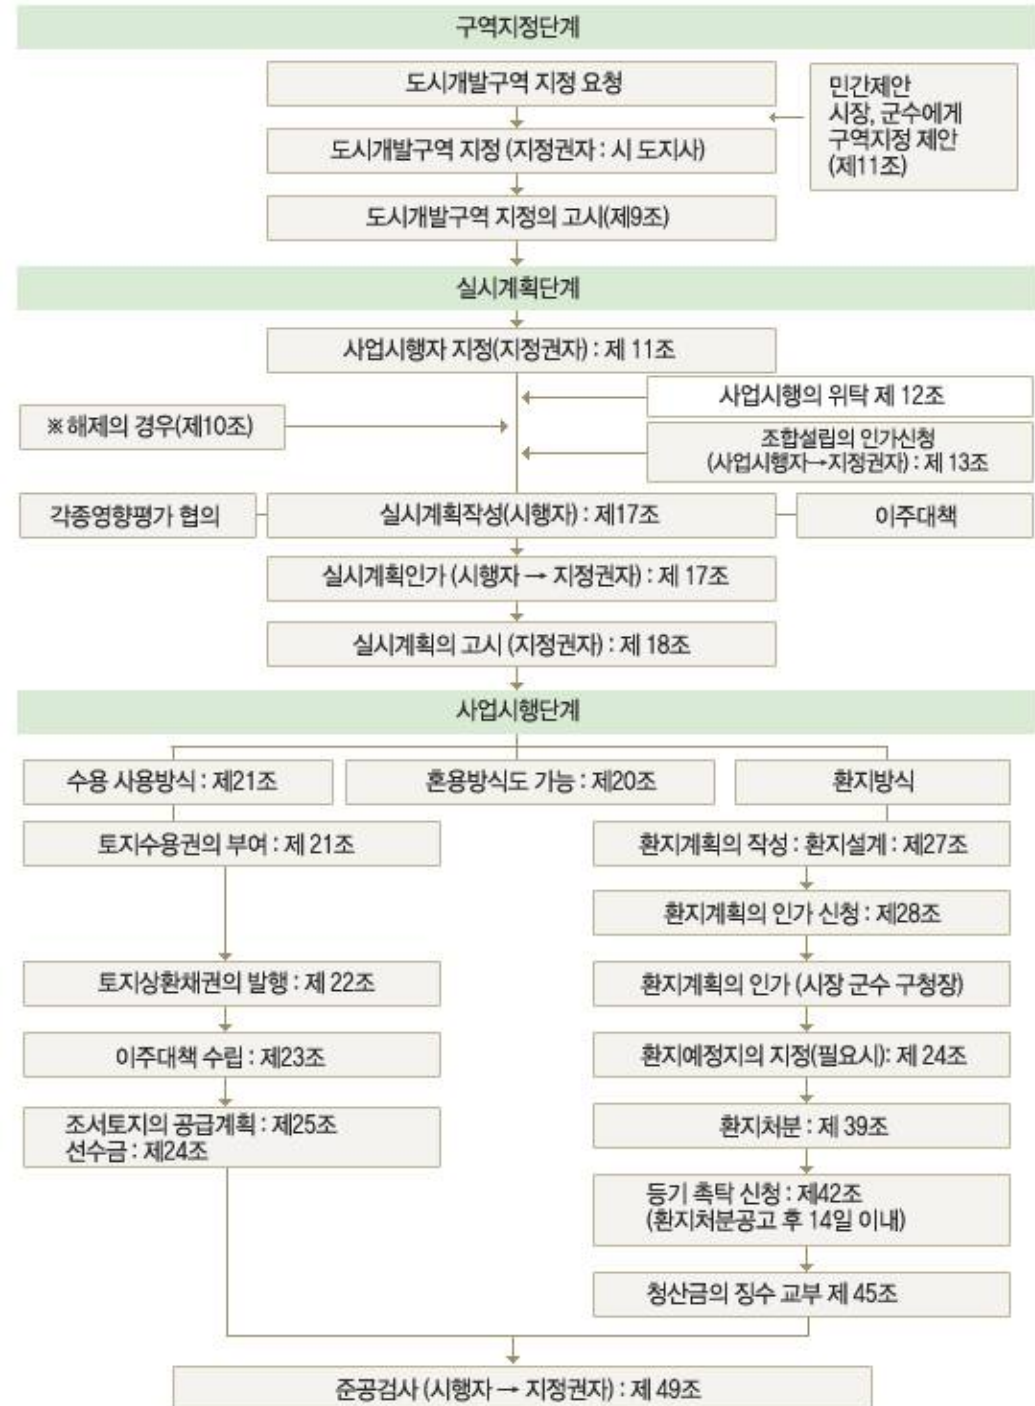 구역지정단계
도시개발구역 지정 요청
민간제안
시장, 군수에게
구역지정 제안
(제11조)
도시개발구역 지정 (지정권자 : 시 도지사)
도시개발구역 지정의 고시(제9조)
실시계획단계
사업시행자 지정(지정권자) : 제 11조
사업시행의 위탁 제 12조
※ 해제의 경우(제10조)
조합설립의 인가신청
(사업시행자→지정권자) : 제 13조
각종영향평가 협의
실시계획작성(시행자) : 제17조
이주대책
실시계획인가 (시행자 → 지정권자) : 제 17조
실시계획의 고시 (지정권자) : 제 18조
사업시행단계
수용 사용방식 : 제21조
혼용방식도 가능 : 제20조
환지방식
토지수용권의 부여 : 제 21조
환지계획의 작성 : 환지설계 : 제27조
환지계획의 인가 신청 : 제28조
토지상환채권의 발행 : 제 22조
환지계획의 인가 (시장 군수 구청장)
이주대책 수립 : 제23조
환지예정지의 지정(필요시): 제 24조
조서토지의 공급계획 : 제25조
선수금 : 제24조
환지처분 : 제 39조
등기 촉탁 신청 : 제42조
(환지처분공고 후 14일 이내)
청산금의 징수 교부 제 45조
준공검사 (시행자 → 지정권자) : 제 49조